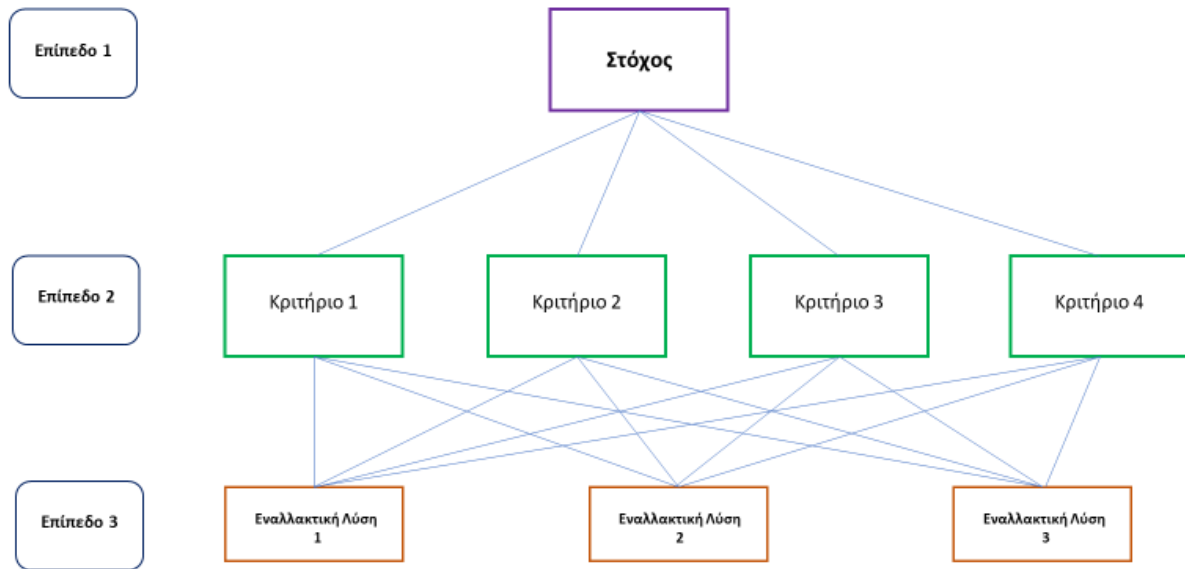 Επίπεδο 1
Στόχος
Επίπεδο 2
Κριτήριο 1
Κριτήριο 2
Κριτήριο 3
Κριτήριο 4
Επίπεδο 3
Εναλλακτική Λύση
1
Εναλλακτική Λύση
2
Εναλλακτική Λύση
3